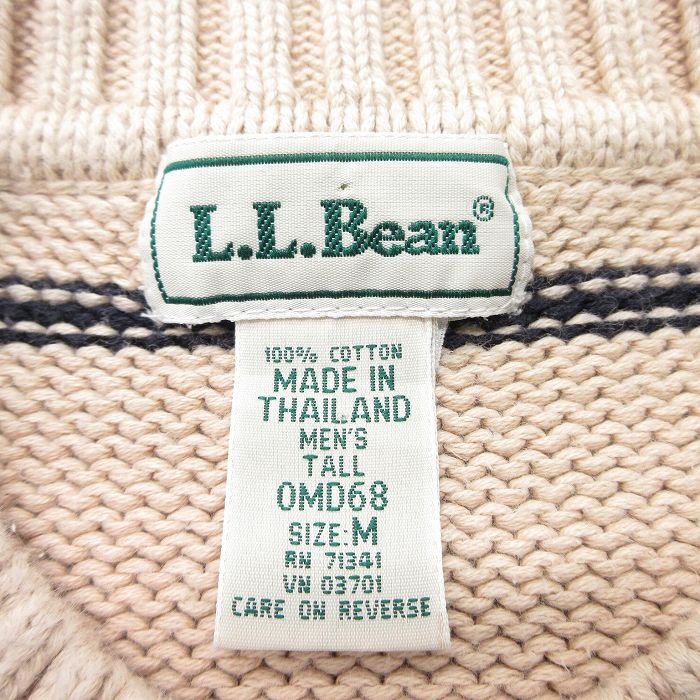 L.L.Bean®
100% COTTON
MADE IN
THAILAND
MEN'S
TALL
0MD68
SIZE:M
RN 71341
VN 03701
CARE ON REVERSE